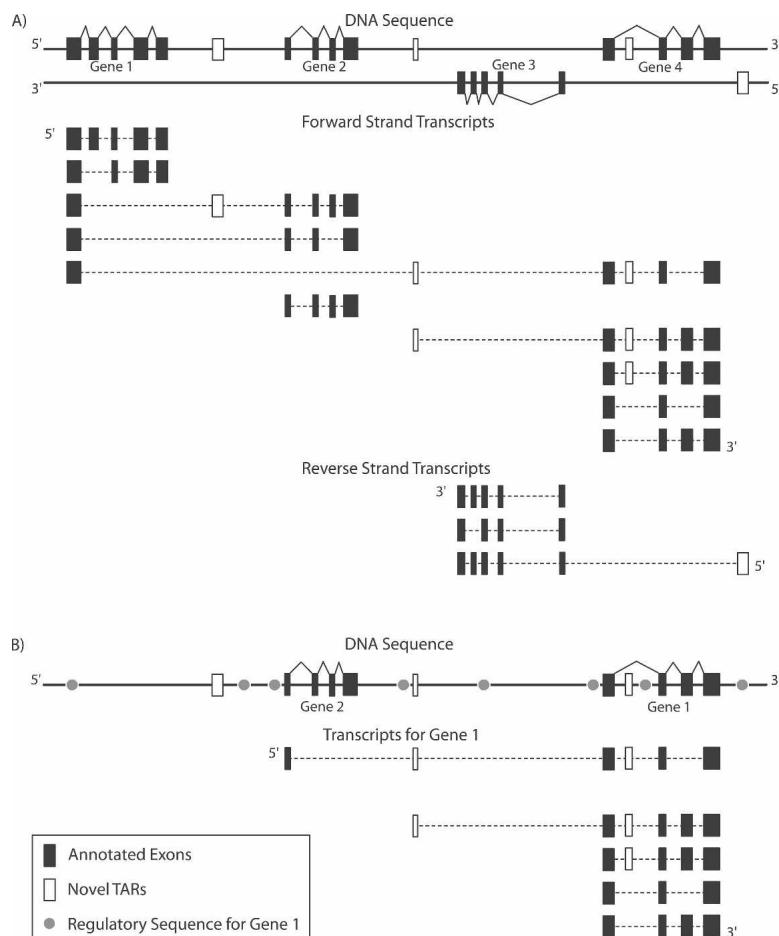 A)
DNA Sequence
5'
3
Gene 1
Gene 2
Gene 3
Gene 4
3'
5
Forward Strand Transcripts
5'
3'
Reverse Strand Transcripts
3'
5'
B)
DNA Sequence
5'
3
Gene 2
Gene 1
Transcripts for Gene 1
5'
Annotated Exons
Novel TARs
Regulatory Sequence for Gene 1
3'